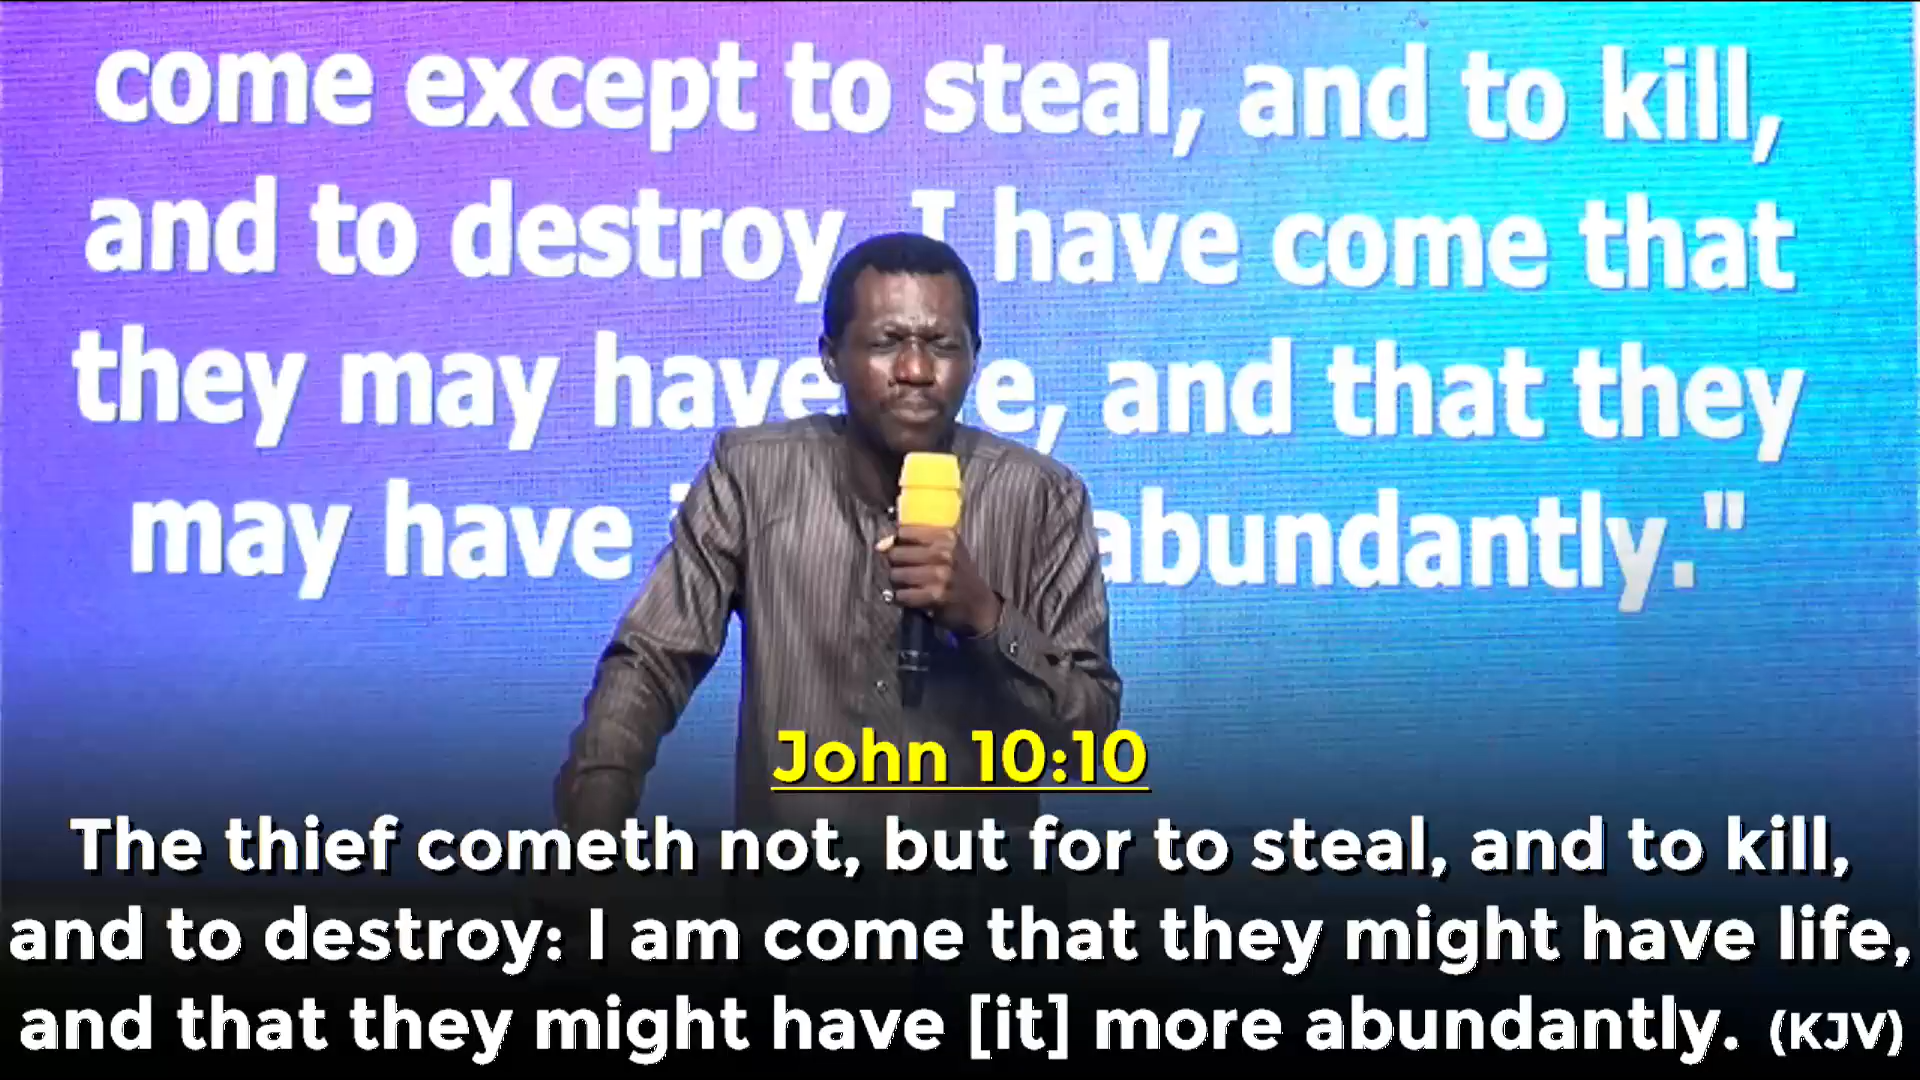 come except to steal, and to kill,
and to destroy I have come that
they may have e, and that they
may have abundantly."
John 10:10
The thief cometh not, but for to steal, and to kill,
and to destroy: I am come that they might have life,
and that they might have [it] more abundantly. (KJV)